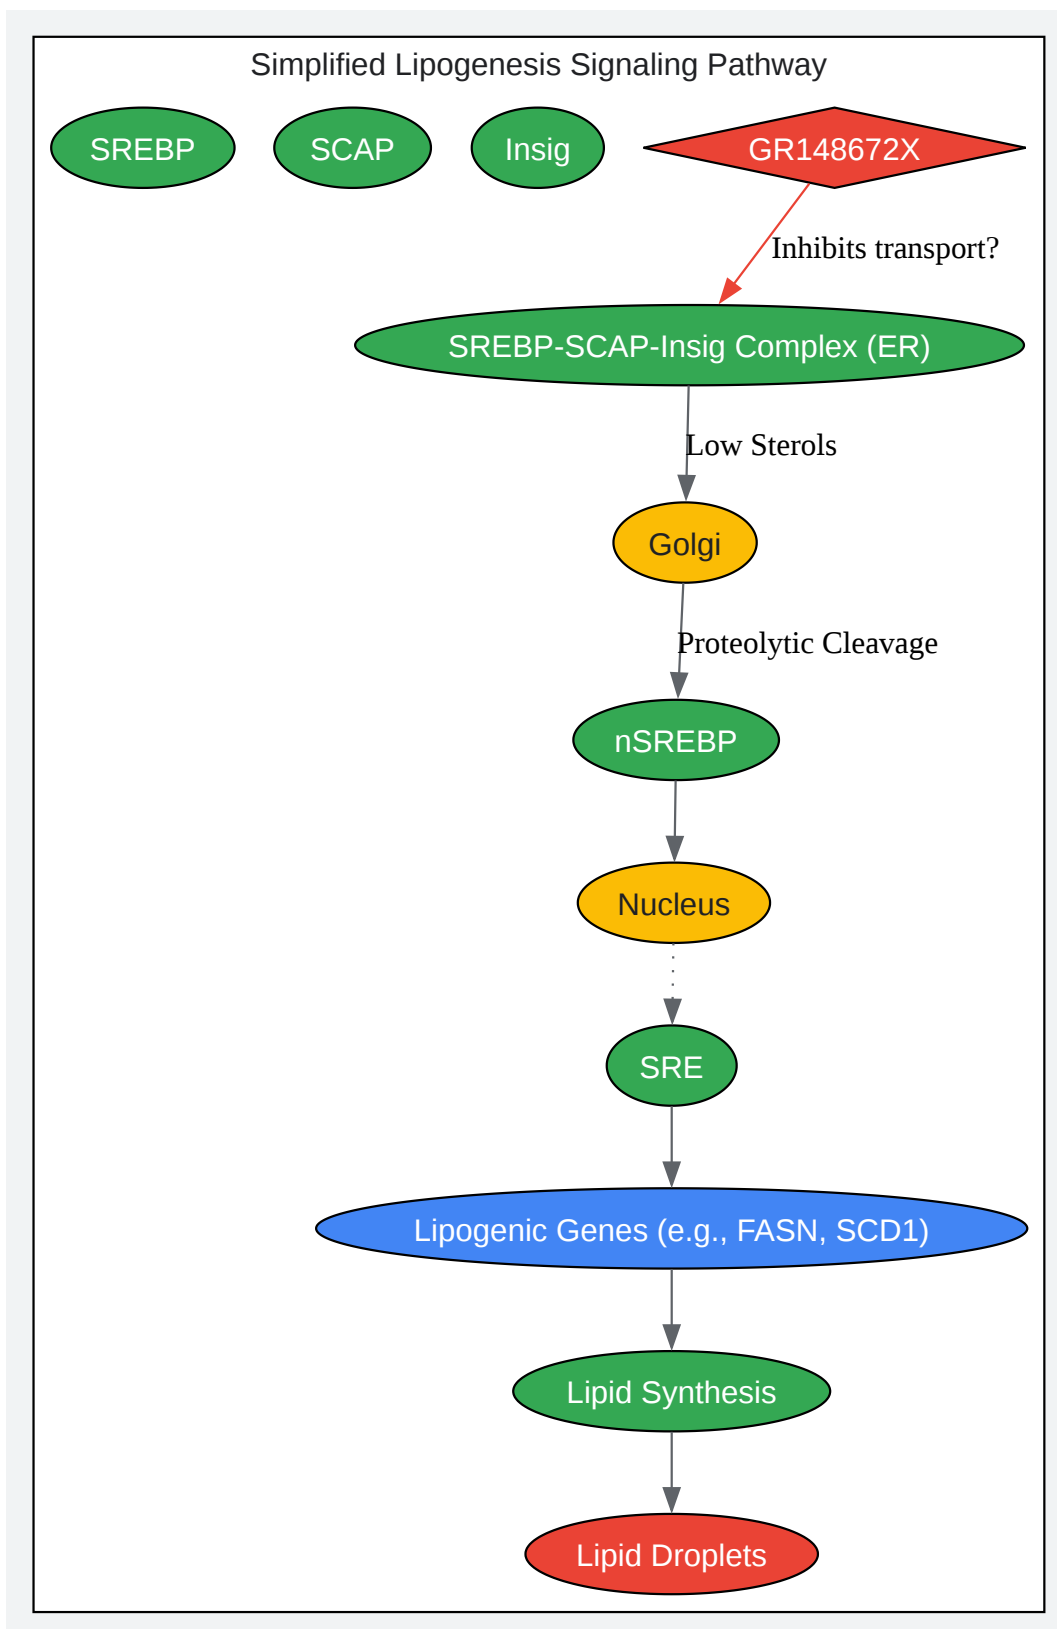 Simplified Lipogenesis Signaling Pathway
SREBP
SCAP
Insig
GR148672X
Inhibits transport?
SREBP-SCAP-Insig Complex (ER)
Low Sterols
Golgi
Proteolytic Cleavage
nSREBP
Nucleus
SRE
Lipogenic Genes (e.g., FASN, SCD1)
Lipid Synthesis
Lipid Droplets